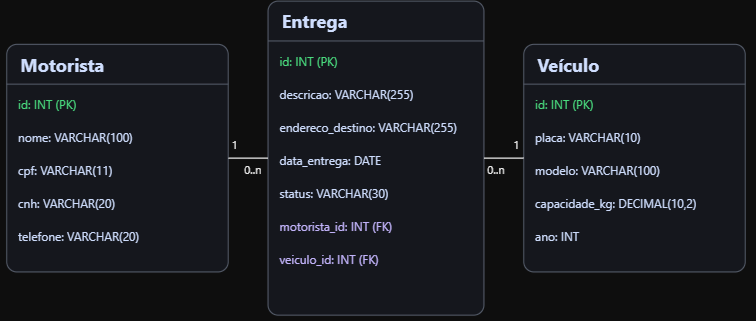 Motorista
id: INT (PK)
nome: VARCHAR(100)
cpf: VARCHAR(11)
cnh: VARCHAR(20)
telefone: VARCHAR(20)
1
0..n
Entrega
id: INT (PK)
descricao: VARCHAR(255)
endereco_destino: VARCHAR(255)
data_entrega: DATE
status: VARCHAR(30)
motorista_id: INT (FK)
veiculo_id: INT (FK)
1
0..n
Veículo
id: INT (PK)
placa: VARCHAR(10)
modelo: VARCHAR(100)
capacidade_kg: DECIMAL(10,2)
ano: INT